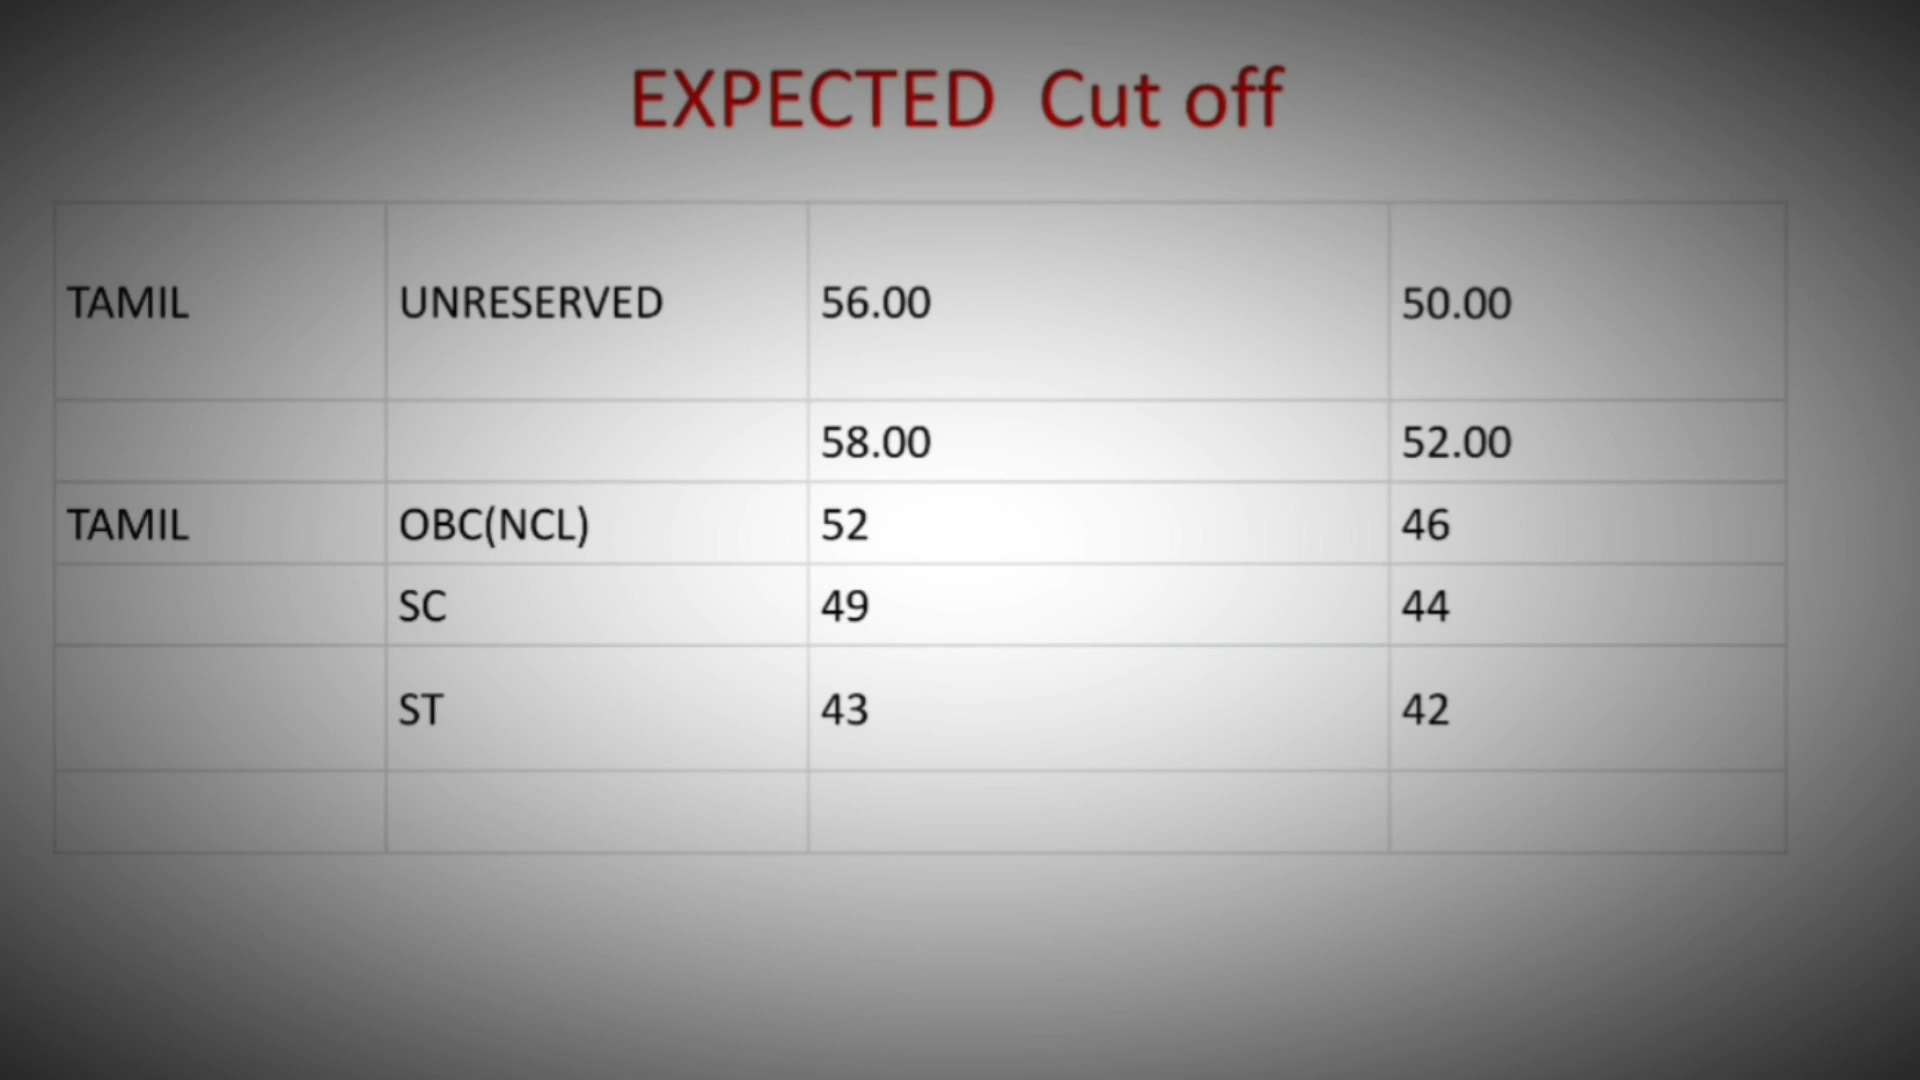 EXPECTED Cut off
TAMIL UNRESERVED 56.00 50.00
58.00 52.00
TAMIL OBC(NCL) 52 46
SC 49 44
ST 43 42